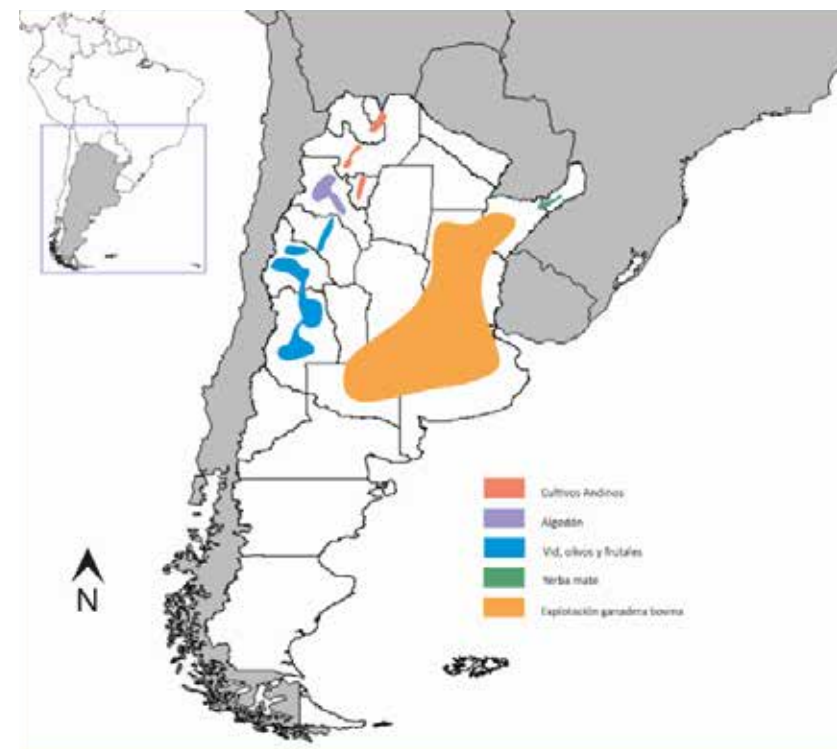 Cultivos Andinos
Algodón
Vid, olivos y frutales
Yerba mate
Explotación ganadera bovina
N